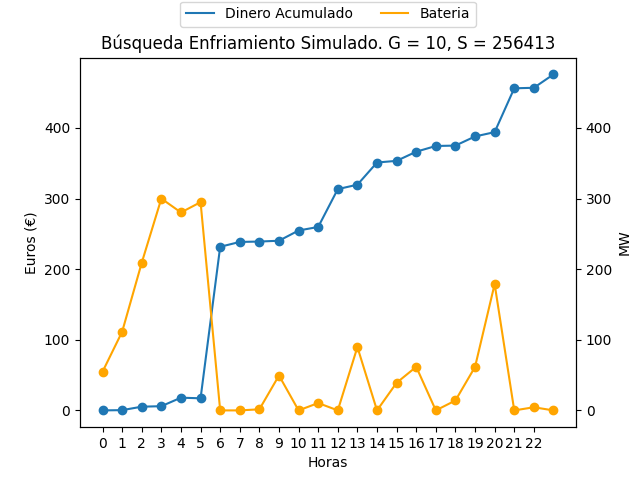 Dinero Acumulado Bateria
Búsqueda Enfriamiento Simulado. G = 10, S = 256413
400 400
300 300
200 200
100 100
0 0
Euros (€)
MW
0 1 2 3 4 5 6 7 8 9 10 11 12 13 14 15 16 17 18 19 20 21 22
Horas